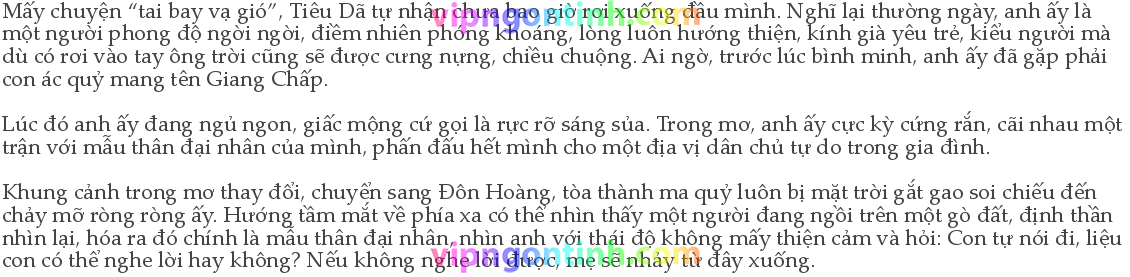 Mấy chuyện “tai bay vạ gió”, Tiêu Dã tự nhận chưa bao giờ rơi xuống đầu mình. Nghĩ lại thường ngày, anh ấy là
một người phong độ ngời ngời, điềm nhiên phóng khoáng, lòng luôn hướng thiện, kính già yêu trẻ, kiểu người mà
dù có rơi vào tay ông trời cũng sẽ được cưng nựng, chiều chuộng. Ai ngờ, trước lúc bình minh, anh ấy đã gặp phải
con ác quỷ mang tên Giang Chấp.
Lúc đó anh ấy đang ngủ ngon, giấc mộng cứ gọi là rực rỡ sáng sủa. Trong mơ, anh ấy cực kỳ cứng rắn, cãi nhau một
trận với mẫu thân đại nhân của mình, phấn đấu hết mình cho một địa vị dân chủ tự do trong gia đình.
Khung cảnh trong mơ thay đổi, chuyển sang Đôn Hoàng, tòa thành ma quỷ luôn bị mặt trời gắt gao soi chiếu đến
chảy mỡ ròng ròng ấy. Hướng tầm mắt về phía xa có thể nhìn thấy một người đang ngồi trên một gò đất, định thần
nhìn lại, hóa ra đó chính là mẫu thân đại nhân, nhìn anh với thái độ không mấy thiện cảm và hỏi: Con tự nói đi, liệu
con có thể nghe lời hay không? Nếu không nghe lời được, mẹ sẽ nhảy từ đây xuống.
vipngontinh.com
vipngontinh.com